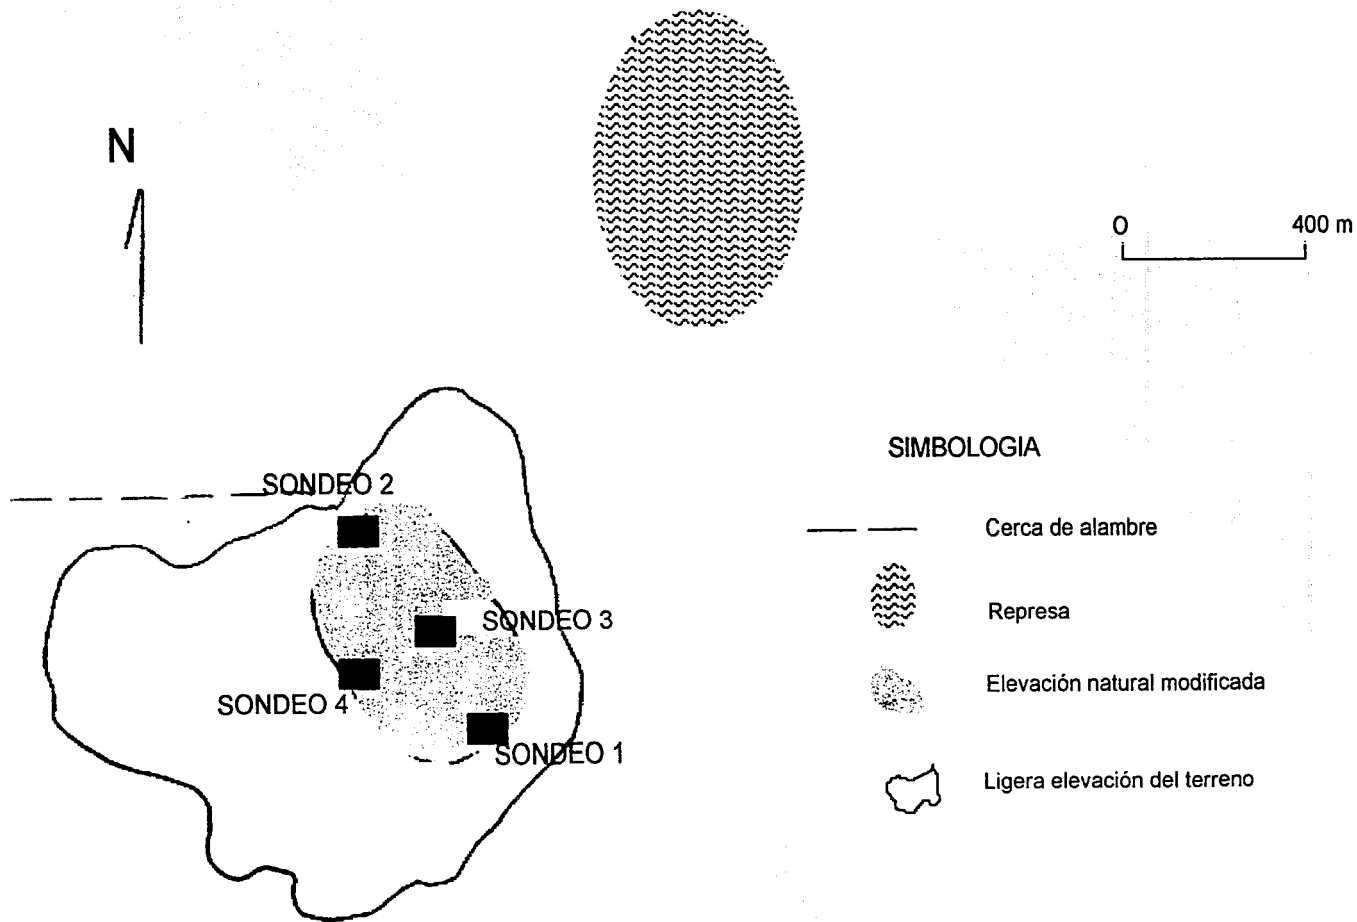 N
O 400 m
SIMBOLOGIA
SONDEO 2
Cerca de alambre
Represa
SONDEO 3
Elevación natural modificada
SONDEO 4
SONDEO 1
Ligera elevación del terreno